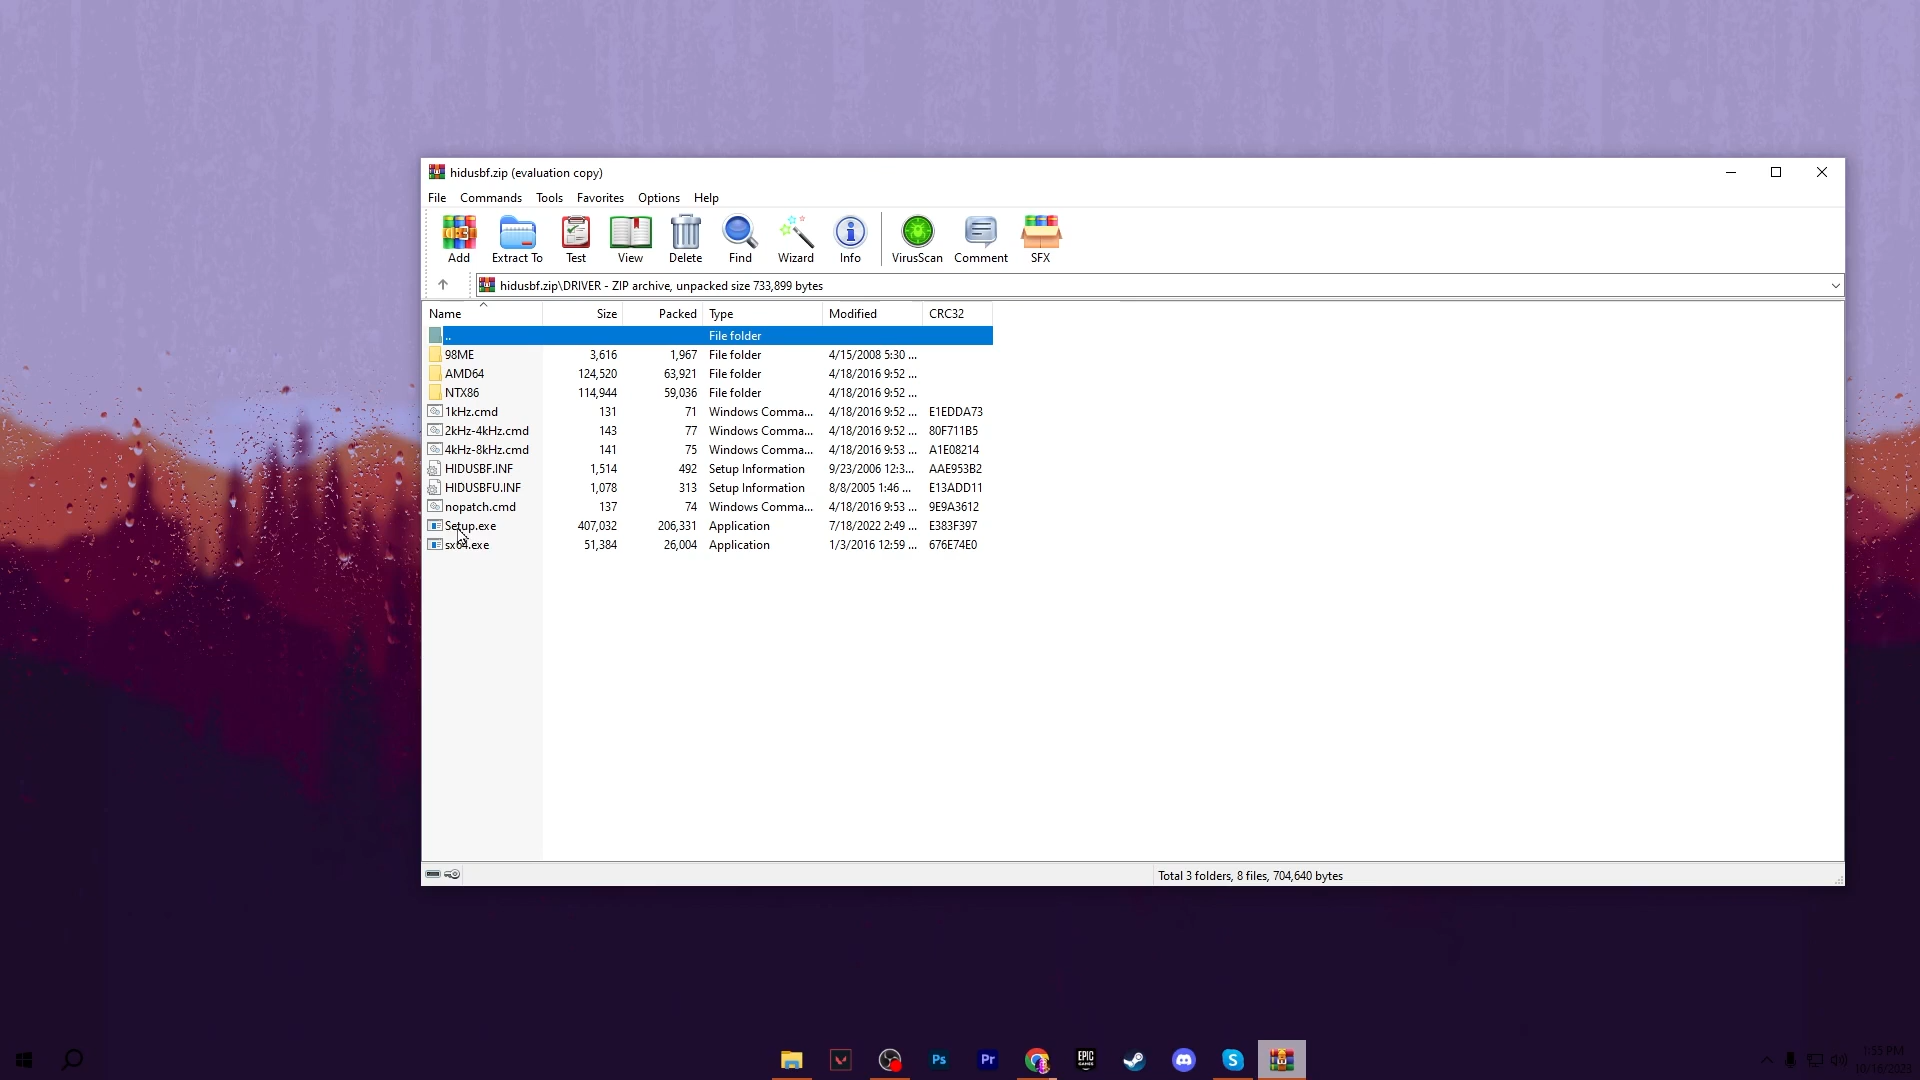 hidusbf.zip (evaluation copy)
File Commands Tools Favorites Options Help
Add Extract To Test View Delete Find Wizard Info VirusScan Comment SFX
hidusbf.zip\DRIVER - ZIP archive, unpacked size 733,899 bytes
Name Size Packed Type Modified CRC32
.. File folder
98ME 3,616 1,967 File folder 4/15/2008 5:30 ...
AMD64 124,520 63,921 File folder 4/18/2016 9:52 ...
NTX86 114,944 59,036 File folder 4/18/2016 9:52 ...
1kHz.cmd 131 71 Windows Comma... 4/18/2016 9:52 ... E1EDDA73
2kHz-4kHz.cmd 143 77 Windows Comma... 4/18/2016 9:52 ... 80F711B5
4kHz-8kHz.cmd 141 75 Windows Comma... 4/18/2016 9:53 ... A1E08214
HIDUSBF.INF 1,514 492 Setup Information 9/23/2006 12:3... AAE953B2
HIDUSBFU.INF 1,078 313 Setup Information 8/8/2005 1:46 ... E13ADD11
nopatch.cmd 137 74 Windows Comma... 4/18/2016 9:53 ... 9E9A3612
Setup.exe 407,032 206,331 Application 7/18/2022 2:49 ... E383F397
sx64.exe 51,384 26,004 Application 1/3/2016 12:59 ... 676E74E0
Total 3 folders, 8 files, 704,640 bytes
Ps Pr EPIC GAMES S
1:55 PM